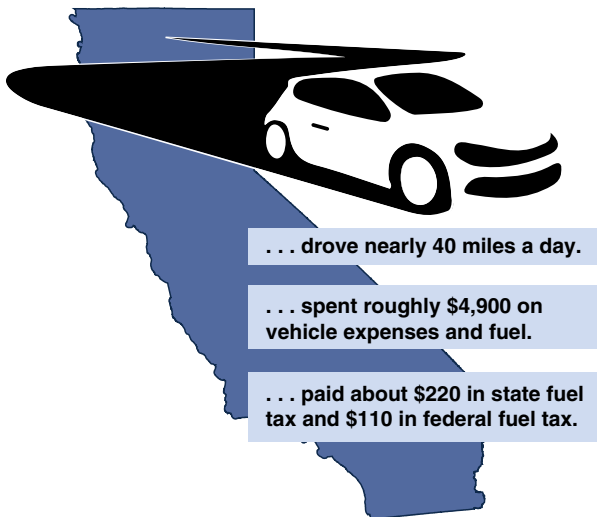 . . . drove nearly 40 miles a day.
. . . spent roughly $4,900 on
vehicle expenses and fuel.
. . . paid about $220 in state fuel
tax and $110 in federal fuel tax.